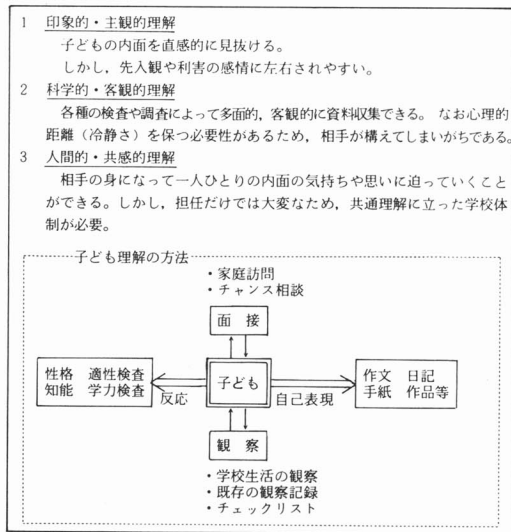 1 印象的・主観的理解
子どもの内面を直感的に見抜ける。
しかし，先入観や利害の感情に左右されやすい。
2 科学的・客観的理解
各種の検査や調査によって多面的，客観的に資料収集できる。なお心理的
距離（冷静さ）を保つ必要性があるため，相手が構えてしまいがちである。
3 人間的・共感的理解
相手の身になって一人ひとりの内面の気持ちや思いに迫っていくこと
ができる。しかし，担任だけでは大変なため，共通理解に立った学校体
制が必要。
子ども理解の方法
・家庭訪問
・チャンス相談
面 接
性格 適性検査
知能 学力検査
反応
子ども
自己表現
作文 日記
手紙 作品等
観 察
・学校生活の観察
・既存の観察記録
・チェックリスト